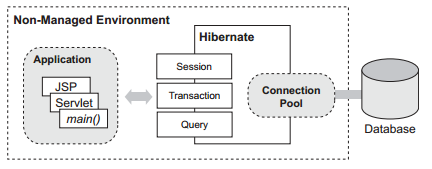 Non-Managed Environment
Hibernate
Application
JSP
Servlet
main()
Session
Transaction
Query
Connection
Pool
Database